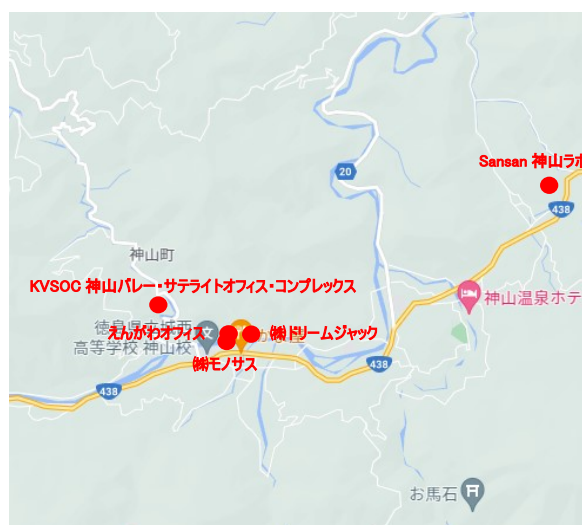 Sansan 神山ラボ
20
438
神山町
KVSOC 神山バレー・サテライトオフィス・コンプレックス
神山温泉ホテ
徳島県立城西
えんがわオフィス
㈱ドリームジャック
高等学校 神山校
㈱モノサス
438
438
お馬石